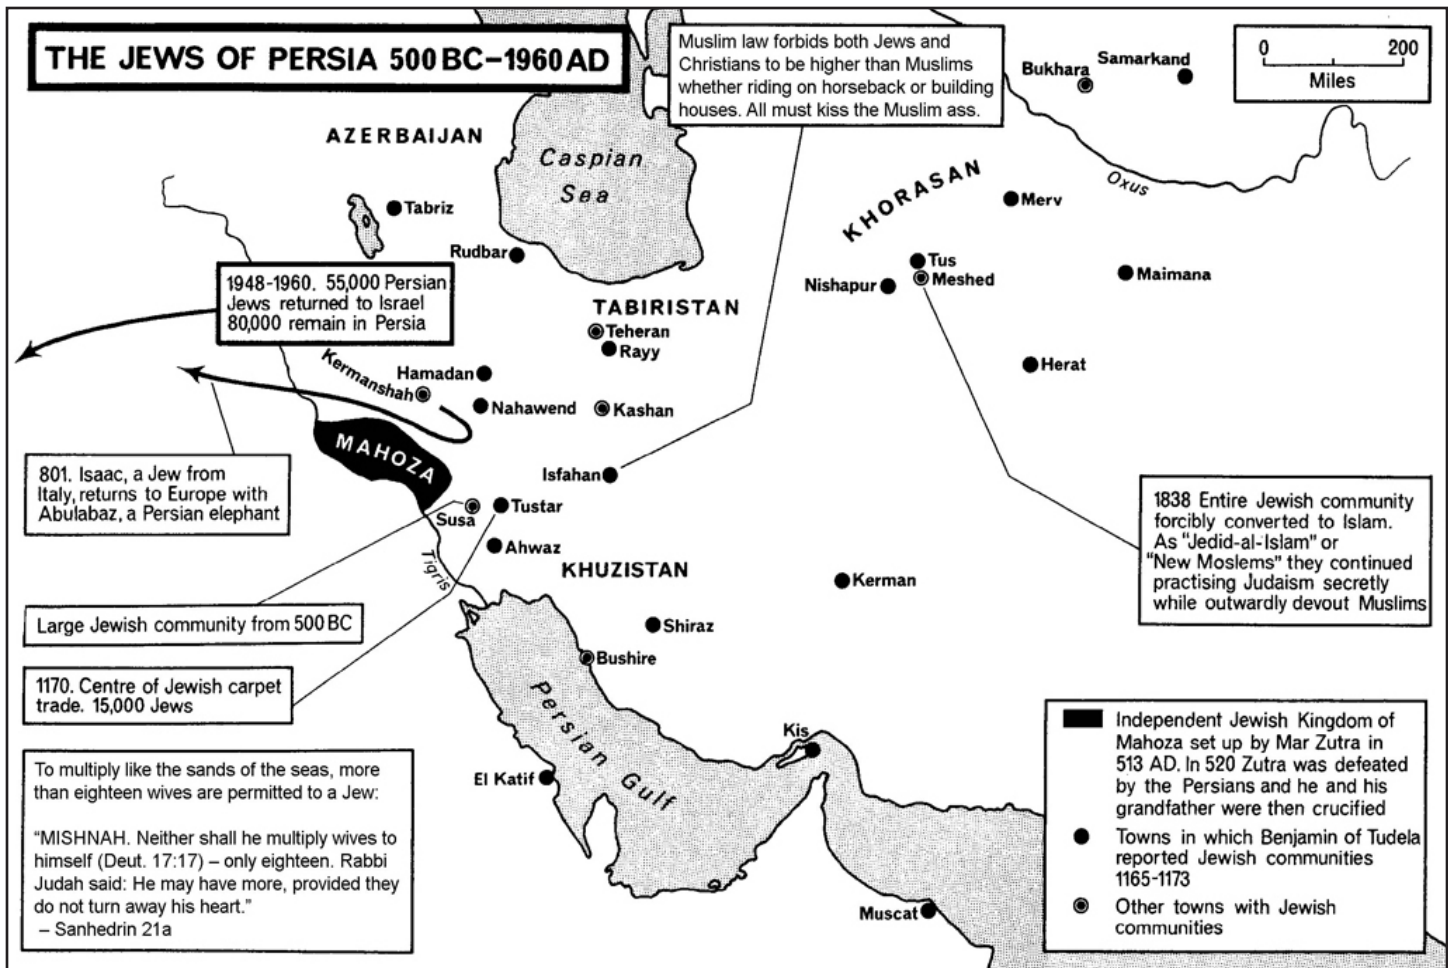 THE JEWS OF PERSIA 500 BC–1960 AD
Muslim law forbids both Jews and
Christians to be higher than Muslims
whether riding on horseback or building
houses. All must kiss the Muslim ass.
0 200
Miles
Bukhara
Samarkand
AZERBAIJAN
Caspian
Sea
KHORASAN
Oxus
Merv
Tabriz
Rudbar
Tus
Meshed
Nishapur
Maimana
1948-1960. 55,000 Persian
Jews returned to Israel
80,000 remain in Persia
TABIRISTAN
Teheran
Rayy
Kermanshah
Hamadan
Herat
Nahawend
Kashan
MAHOZA
801. Isaac, a Jew from
Italy, returns to Europe with
Abulabaz, a Persian elephant
Isfahan
Susa
Tustar
1838 Entire Jewish community
forcibly converted to Islam.
As "Jedid-al-Islam" or
"New Moslems" they continued
practising Judaism secretly
while outwardly devout Muslims
Ahwaz
Tigris
KHUZISTAN
Kerman
Large Jewish community from 500 BC
Shiraz
Bushire
1170. Centre of Jewish carpet
trade. 15,000 Jews
Persian Gulf
Kis
El Katif
Muscat
To multiply like the sands of the seas, more
than eighteen wives are permitted to a Jew:
"MISHNAH. Neither shall he multiply wives to
himself (Deut. 17:17) – only eighteen. Rabbi
Judah said: He may have more, provided they
do not turn away his heart."
– Sanhedrin 21a
Independent Jewish Kingdom of
Mahoza set up by Mar Zutra in
513 AD. In 520 Zutra was defeated
by the Persians and he and his
grandfather were then crucified
Towns in which Benjamin of Tudela
reported Jewish communities
1165-1173
Other towns with Jewish
communities